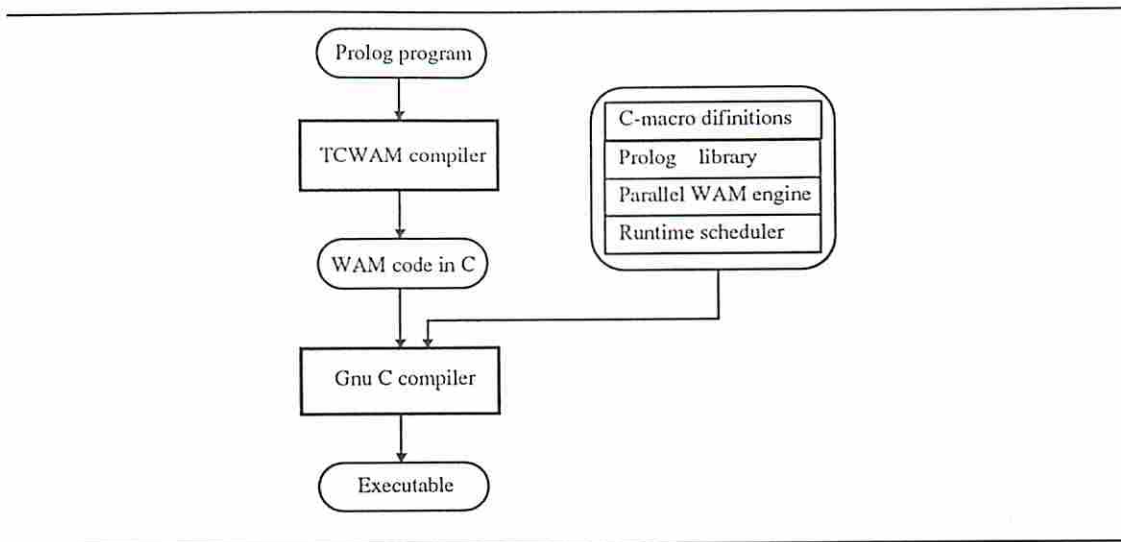 Prolog program
TCWAM compiler
WAM code in C
Gnu C compiler
Executable
C-macro difinitions
Prolog library
Parallel WAM engine
Runtime scheduler